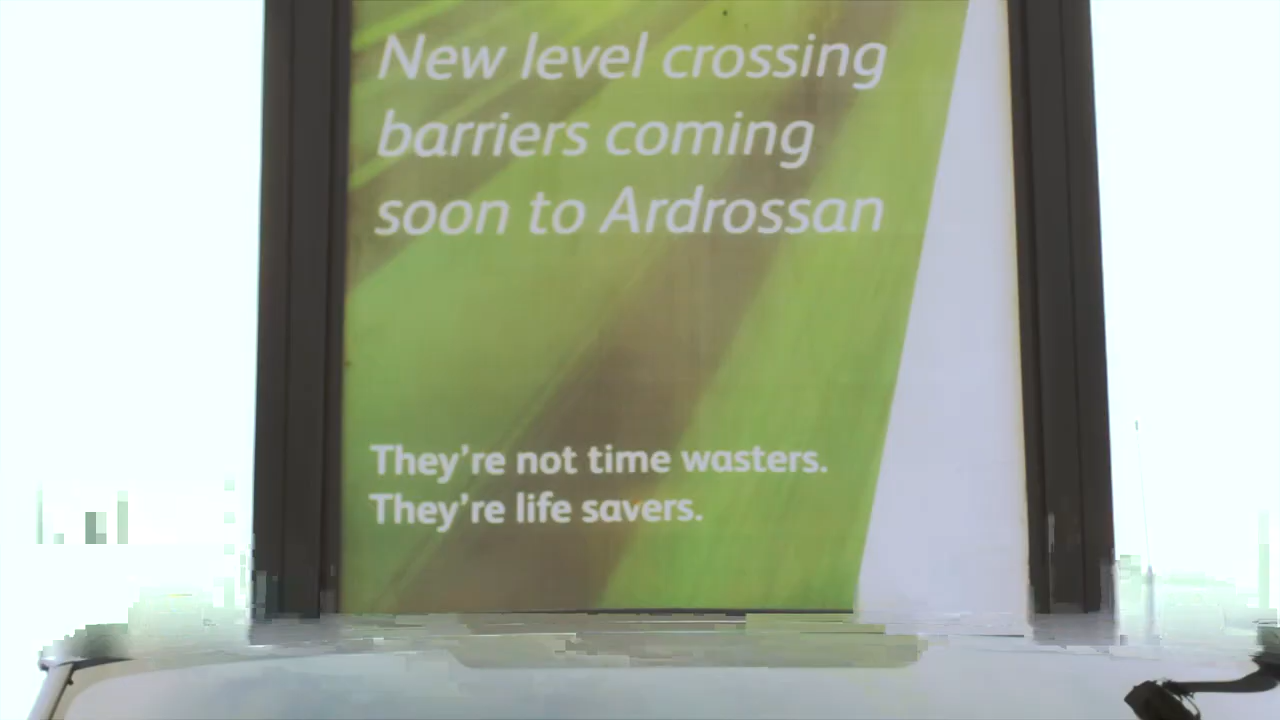 New level crossing
barriers coming
soon to Ardrossan
They're not time wasters.
They're life savers.